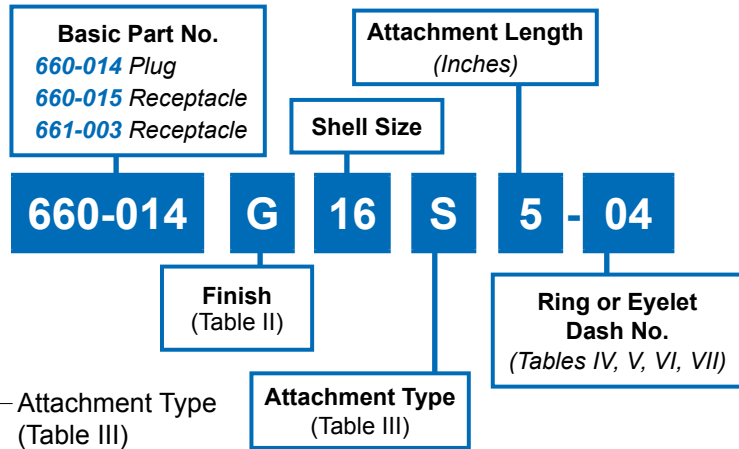 Basic Part No.
660-014 Plug
660-015 Receptacle
661-003 Receptacle
Attachment Length
(Inches)
Shell Size
660-014 G 16 S 5 - 04
Finish
(Table II)
Ring or Eyelet
Dash No.
(Tables IV, V, VI, VII)
Attachment Type
(Table III)
Attachment Type
(Table III)